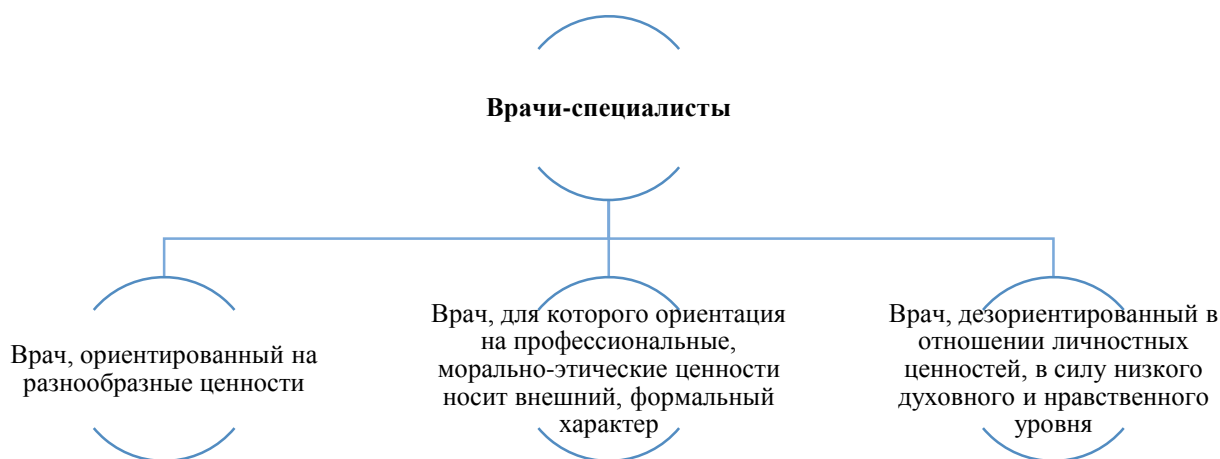 Врачи-специалисты
Врач, ориентированный на
разнообразные ценности
Врач, для которого ориентация
на профессиональные,
морально-этические ценности
носит внешний, формальный
характер
Врач, дезориентированный в
отношении личностных
ценностей, в силу низкого
духовного и нравственного
уровня